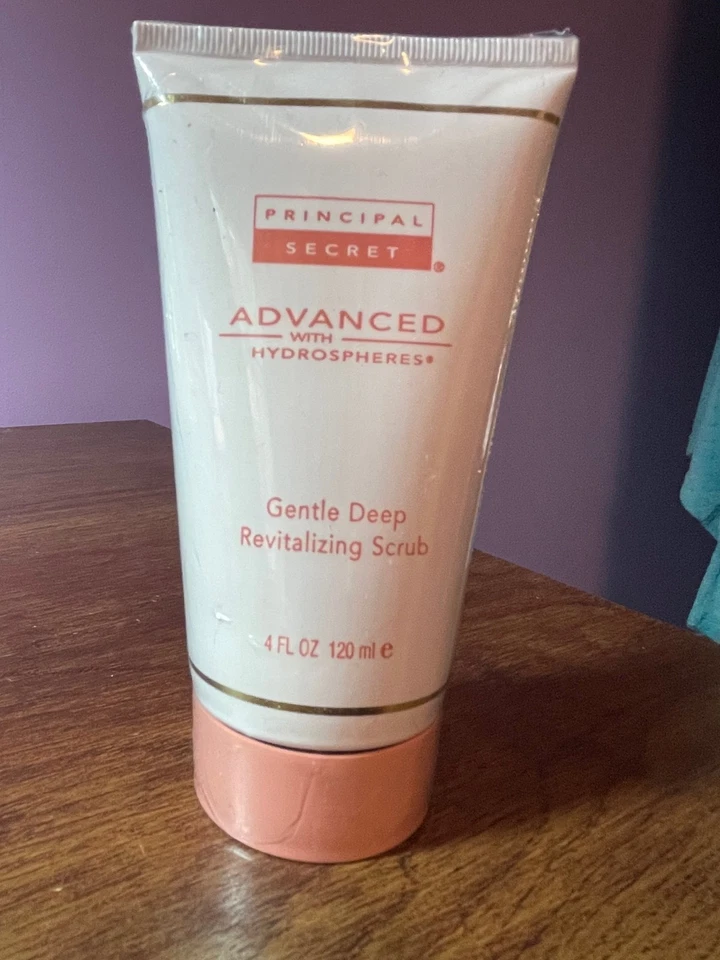 PRINCIPAL
SECRET®
ADVANCED
WITH
HYDROSPHERES®
Gentle Deep
Revitalizing Scrub
4 FL OZ 120 ml e